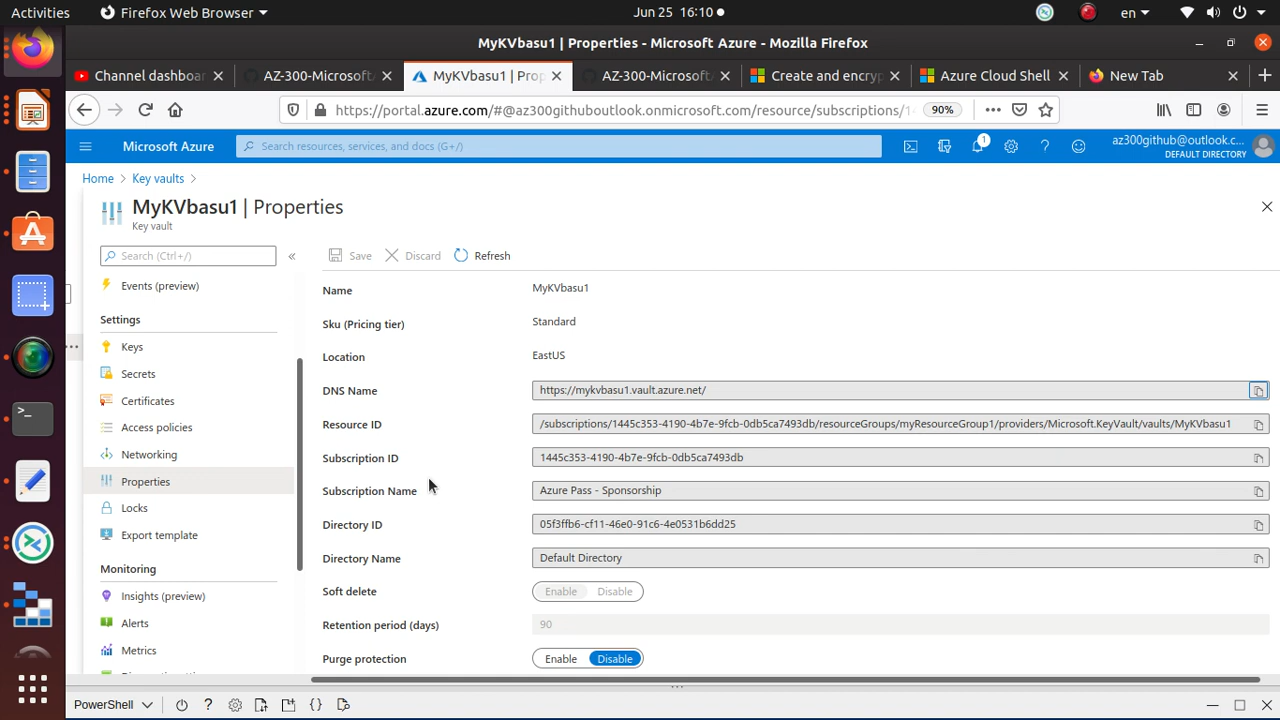 Activities Firefox Web Browser Jun 25 16:10 en
MyKVbasu1 | Properties - Microsoft Azure - Mozilla Firefox
Channel dashboa AZ-300-Microsoft MyKVbasu1 | Prop AZ-300-Microsoft Create and encryp Azure Cloud Shell New Tab
https://portal.azure.com/#@az300githuboutlook.onmicrosoft.com/resource/subscriptions/1 90%
Microsoft Azure Search resources, services, and docs (G+/) 1 az300github@outlook.c...
DEFAULT DIRECTORY
Home > Key vaults >
MyKVbasu1 | Properties
Key vault
Search (Ctrl+/) « Save Discard Refresh
Events (preview)
Settings
Keys
Secrets
Certificates
Access policies
Networking
Properties
Locks
Export template
Monitoring
Insights (preview)
Alerts
Metrics
Name MyKVbasu1
Sku (Pricing tier) Standard
Location EastUS
DNS Name https://mykvbasu1.vault.azure.net/
Resource ID /subscriptions/1445c353-4190-4b7e-9fcb-0db5ca7493db/resourceGroups/myResourceGroup1/providers/Microsoft.KeyVault/vaults/MyKVbasu1
Subscription ID 1445c353-4190-4b7e-9fcb-0db5ca7493db
Subscription Name Azure Pass - Sponsorship
Directory ID 05f3ffb6-cf11-46e0-91c6-4e0531b6dd25
Directory Name Default Directory
Soft delete Enable Disable
Retention period (days) 90
Purge protection Enable Disable
PowerShell ? { }